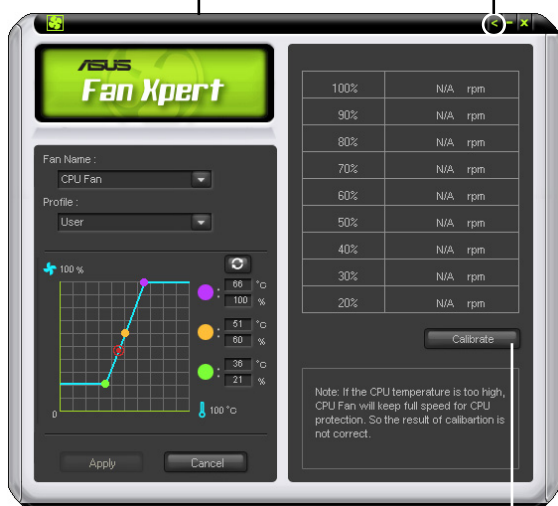 ASUS
Fan Xpert
Fan Name :
CPU Fan
Profile :
User
100 %
66 °C
100 %
51 °C
60 %
36 °C
21 %
0
100 °C
Apply
Cancel
100% N/A rpm
90% N/A rpm
80% N/A rpm
70% N/A rpm
60% N/A rpm
50% N/A rpm
40% N/A rpm
30% N/A rpm
20% N/A rpm
Calibrate
Note: If the CPU temperature is too high,
CPU Fan will keep full speed for CPU
protection. So the result of calibartion is
not correct.